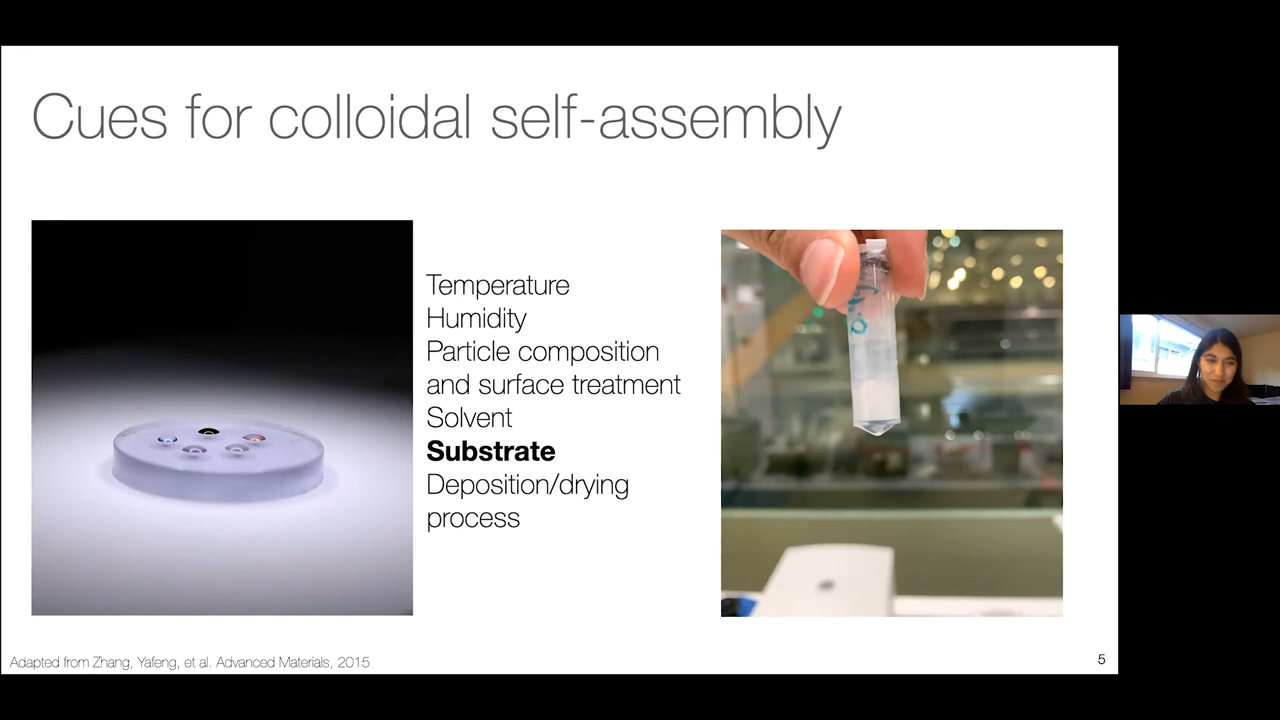 Cues for colloidal self-assembly
Temperature
Humidity
Particle composition
and surface treatment
Solvent
Substrate
Deposition/drying
process
Adapted from Zhang, Yafeng, et al. Advanced Materials, 2015
5